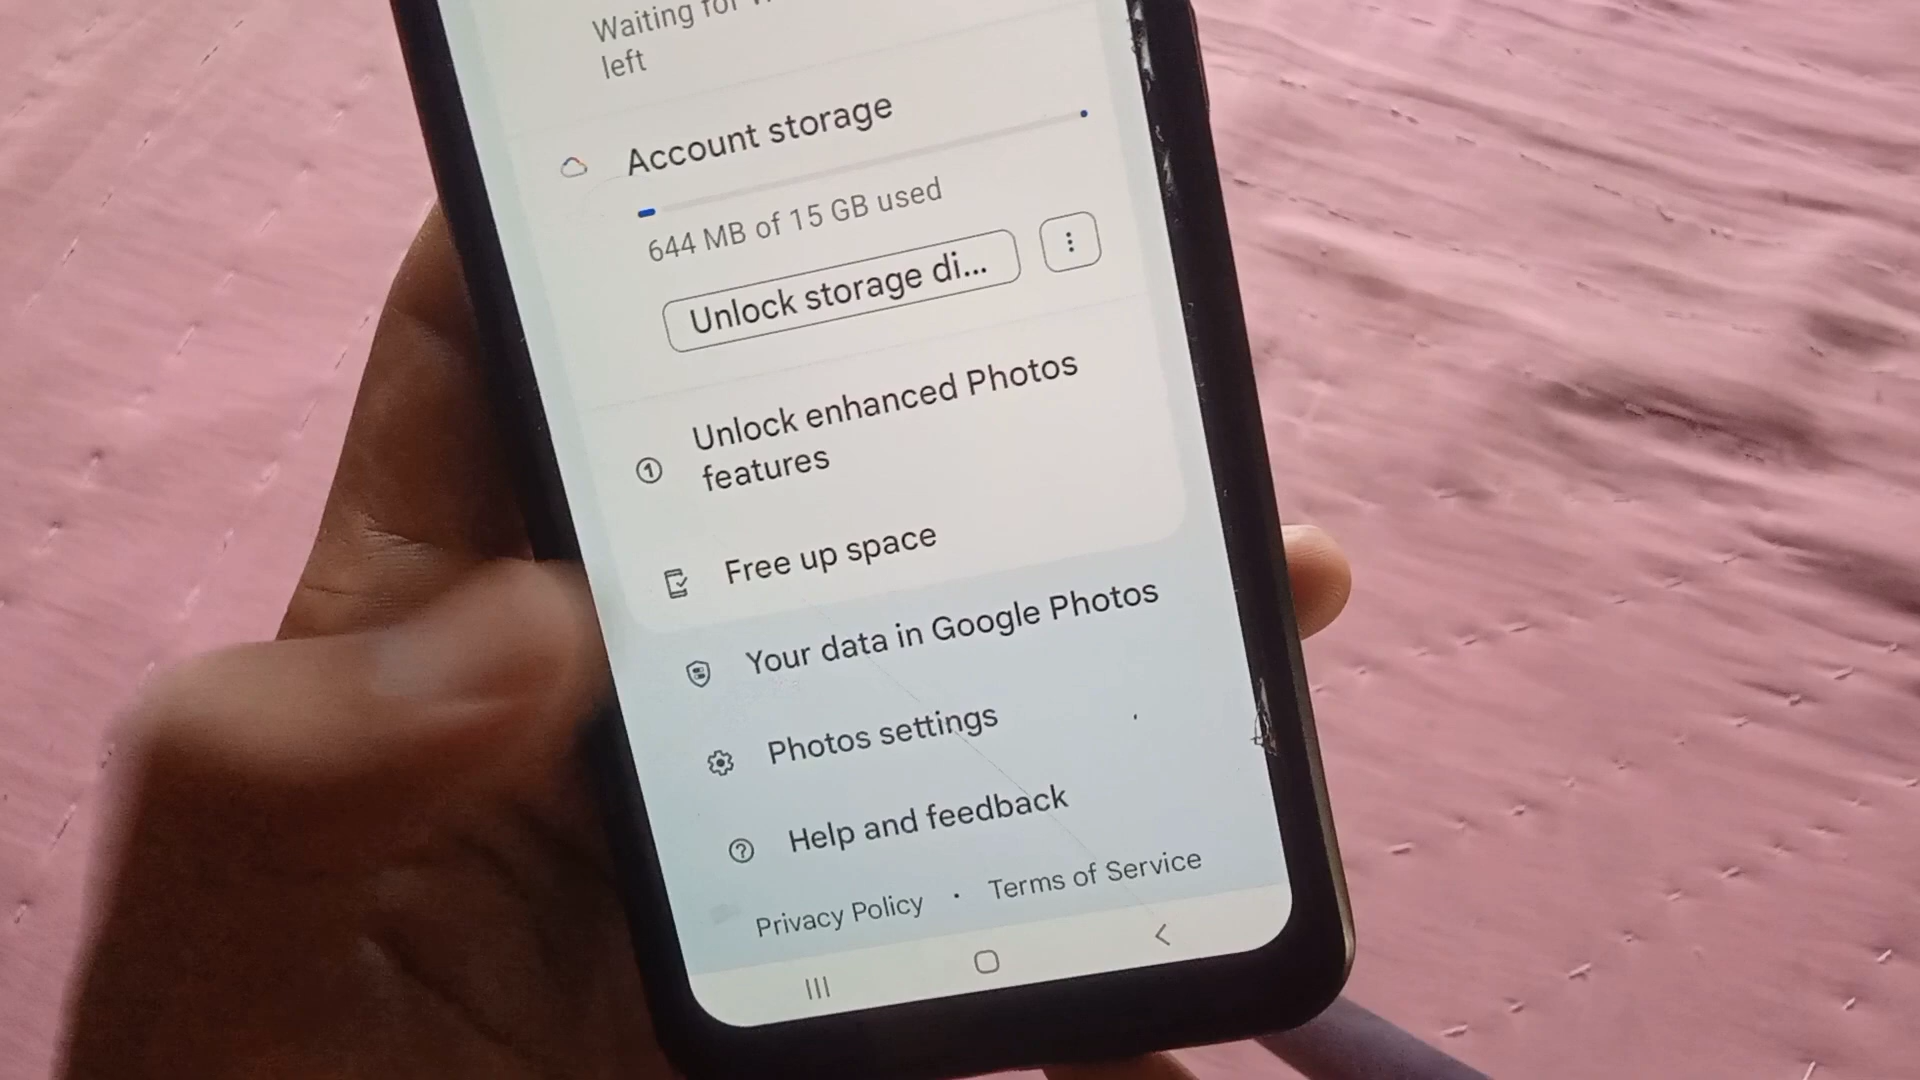 Waiting for
left
Account storage
644 MB of 15 GB used
Unlock storage di...
Unlock enhanced Photos
features
Free up space
Your data in Google Photos
Photos settings
Help and feedback
Privacy Policy · Terms of Service